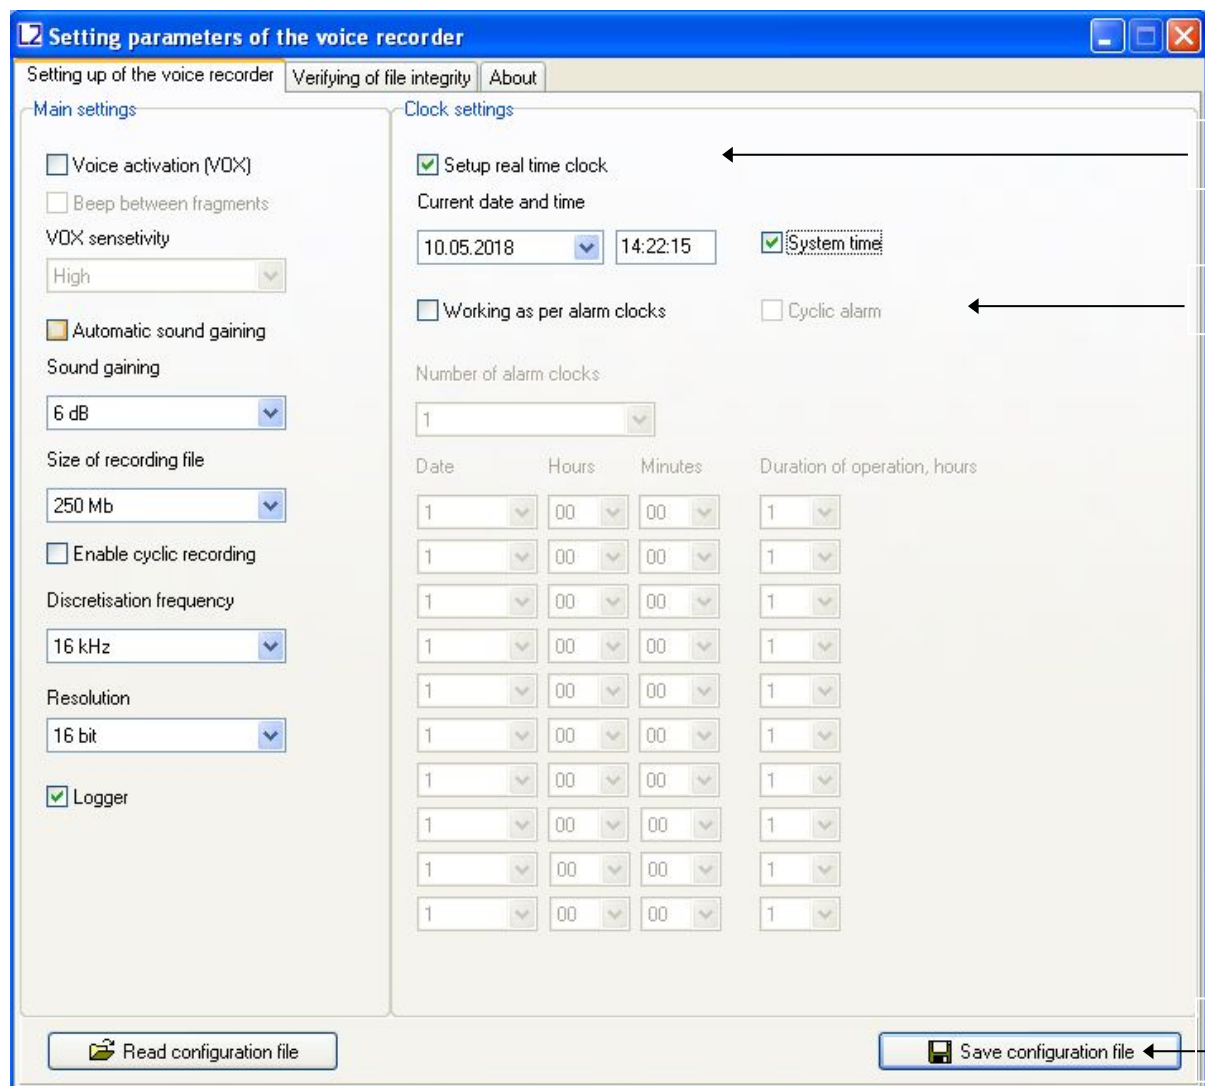 Setting parameters of the voice recorder
Setting up of the voice recorder Verifying of file integrity About
Main settings
Voice activation (VOX)
Beep between fragments
VOX sensetivity
High
Automatic sound gaining
Sound gaining
6 dB
Size of recording file
250 Mb
Enable cyclic recording
Discretisation frequency
16 kHz
Resolution
16 bit
Logger
Clock settings
Setup real time clock
Current date and time
10.05.2018 14:22:15 System time
Working as per alarm clocks Cyclic alarm
Number of alarm clocks
1
Date Hours Minutes Duration of operation, hours
1 00 00 1
1 00 00 1
1 00 00 1
1 00 00 1
1 00 00 1
1 00 00 1
1 00 00 1
1 00 00 1
1 00 00 1
1 00 00 1
Read configuration file Save configuration file